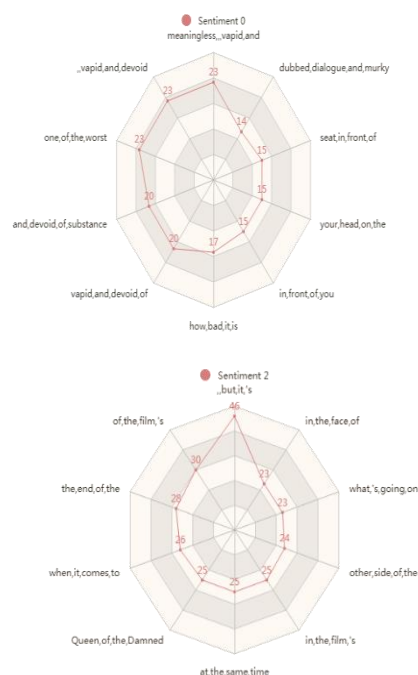 Sentiment 0
meaningless,,,vapid,and
,,vapid,and,devoid
dubbed,dialogue,and,murky
23
23
14
one,of,the,worst
seat,in,front,of
23
15
and,devoid,of,substance
your,head,on,the
20
15
20
15
17
vapid,and,devoid,of
in,front,of,you
how,bad,it,is
Sentiment 2
,,but,it,'s
46
of,the,film,'s
in,the,face,of
30
23
the,end,of,the
what,'s,going,on
28
23
when,it,comes,to
other,side,of,the
26
24
25
25
25
Queen,of,the,Damned
in,the,film,'s
at,the,same,time